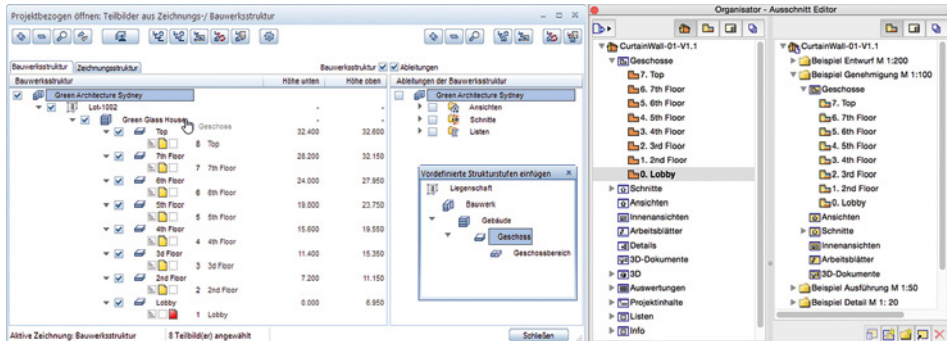 Projektbezogen öffnen: Teilbilder aus Zeichnungs-/ Bauwerksstruktur
Bauwerksstruktur Zeichnungsstruktur
Bauwerksstruktur Ableitungen
Bauwerksstruktur Höhe unten Höhe oben
Green Architecture Sydney
Lot-1002 - -
Green Glass House - -
Geschoss
Top 32.400 32.600
8 Top
7th Floor 28.200 32.150
7 7th Floor
6th Floor 24.000 27.950
6 6th Floor
5th Floor 19.800 23.750
5 5th Floor
4th Floor 15.600 19.550
4 4th Floor
3d Floor 11.400 15.350
3 3d Floor
2nd Floor 7.200 11.150
2 2nd Floor
Lobby 0.000 6.950
1 Lobby
Aktive Zeichnung: Bauwerksstruktur 8 Teilbild(er) angewählt
Ableitungen der Bauwerksstruktur
Green Architecture Sydney
Ansichten
Schnitte
Listen
Vordefinierte Strukturstufen einfügen
Liegenschaft
Bauwerk
Gebäude
Geschoss
Geschossbereich
Schließen
Organisator - Ausschnitt Editor
CurtainWall-01-V1.1
Geschosse
7. Top
6. 7th Floor
5. 6th Floor
4. 5th Floor
3. 4th Floor
2. 3rd Floor
1. 2nd Floor
0. Lobby
Schnitte
Ansichten
Innenansichten
Arbeitsblätter
Details
3D-Dokumente
3D
Auswertungen
Projektinhalte
Listen
Info
CurtainWall-01-V1.1
Beispiel Entwurf M 1:200
Beispiel Genehmigung M 1:100
Geschosse
7. Top
6. 7th Floor
5. 6th Floor
4. 5th Floor
3. 4th Floor
2. 3rd Floor
1. 2nd Floor
0. Lobby
Ansichten
Schnitte
Innenansichten
Arbeitsblätter
3D-Dokumente
Beispiel Ausführung M 1:50
Beispiel Detail M 1: 20